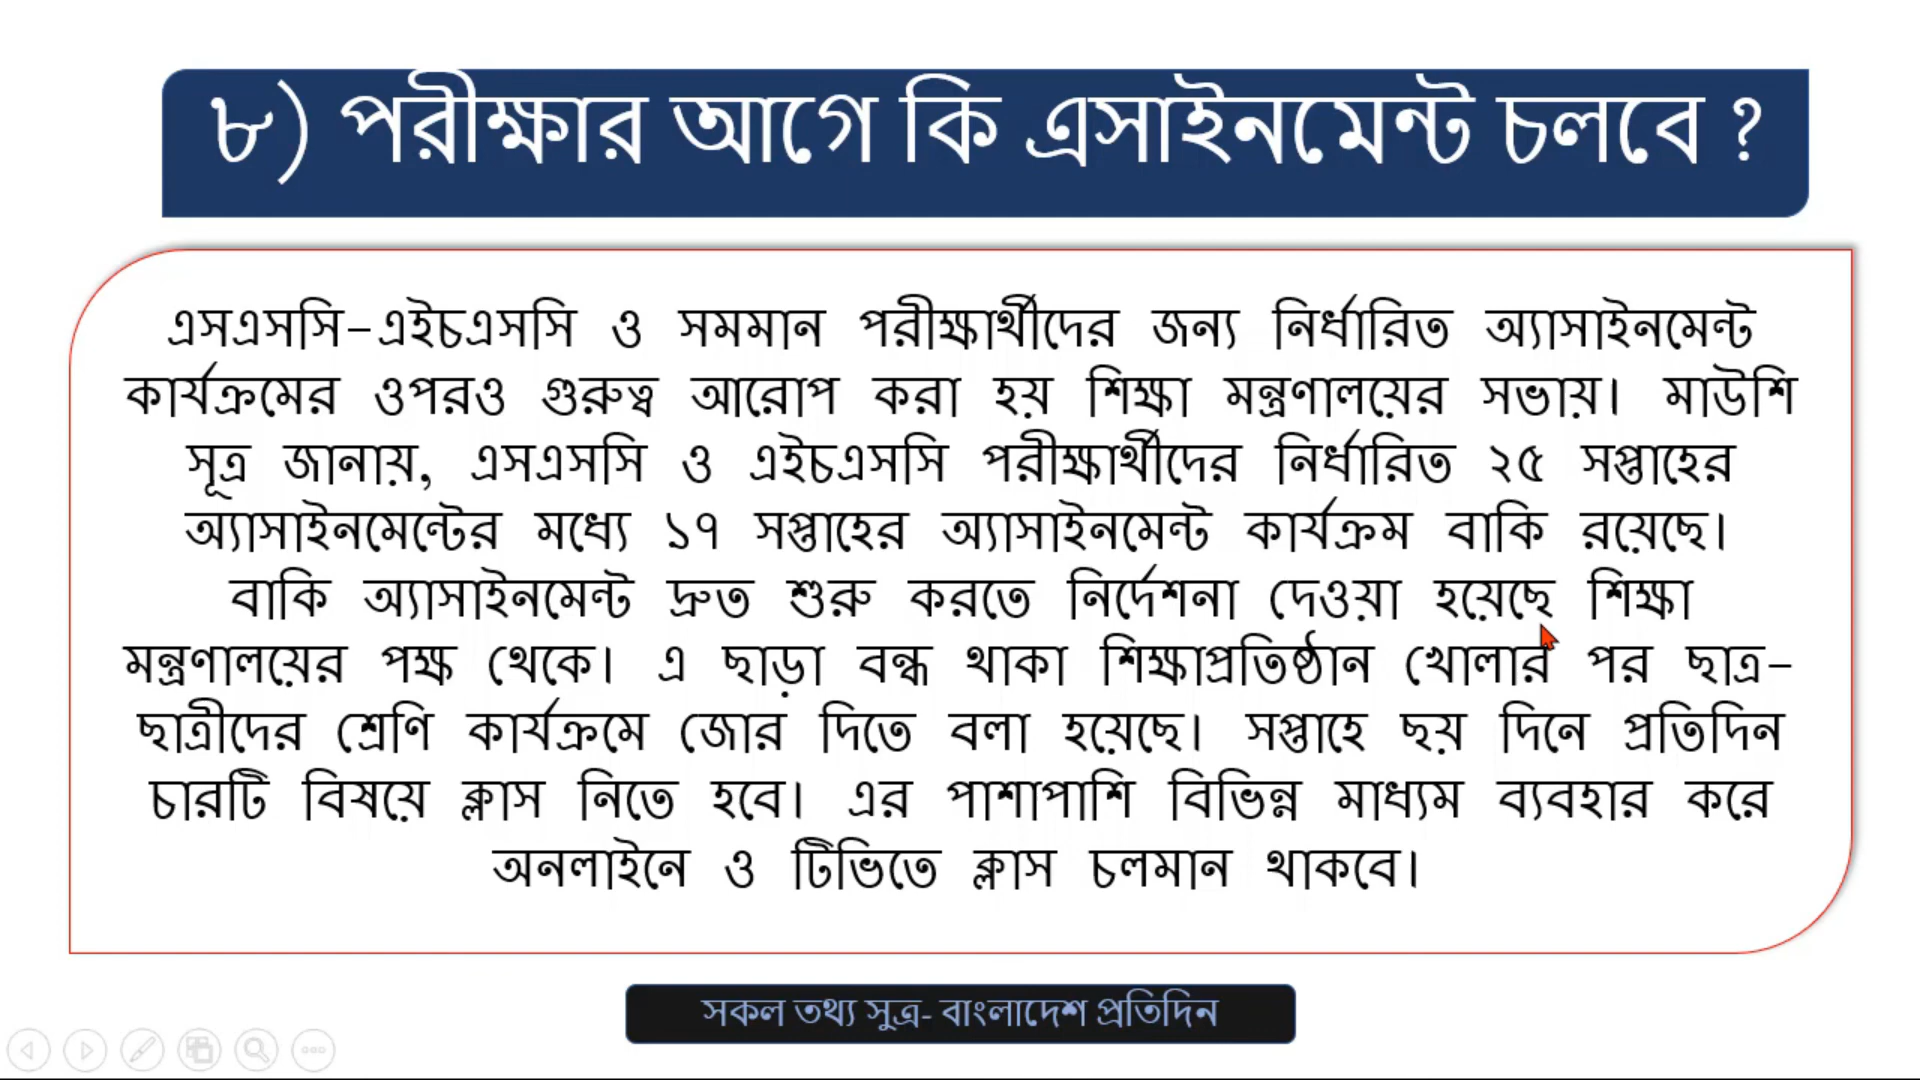 ৮) পরীক্ষার আগে কি এসাইনমেন্ট চলবে ?
এসএসসি-এইচএসসি ও সমমান পরীক্ষার্থীদের জন্য নির্ধারিত অ্যাসাইনমেন্ট
কার্যক্রমের ওপরও গুরুত্ব আরোপ করা হয় শিক্ষা মন্ত্রণালয়ের সভায়। মাউশি
সূত্র জানায়, এসএসসি ও এইচএসসি পরীক্ষার্থীদের নির্ধারিত ২৫ সপ্তাহের
অ্যাসাইনমেন্টের মধ্যে ১৭ সপ্তাহের অ্যাসাইনমেন্ট কার্যক্রম বাকি রয়েছে।
বাকি অ্যাসাইনমেন্ট দ্রুত শুরু করতে নির্দেশনা দেওয়া হয়েছে শিক্ষা
মন্ত্রণালয়ের পক্ষ থেকে। এ ছাড়া বন্ধ থাকা শিক্ষাপ্রতিষ্ঠান খোলার পর ছাত্র-
ছাত্রীদের শ্রেণি কার্যক্রমে জোর দিতে বলা হয়েছে। সপ্তাহে ছয় দিনে প্রতিদিন
চারটি বিষয়ে ক্লাস নিতে হবে। এর পাশাপাশি বিভিন্ন মাধ্যম ব্যবহার করে
অনলাইনে ও টিভিতে ক্লাস চলমান থাকবে।
সকল তথ্য সুত্র- বাংলাদেশ প্রতিদিন